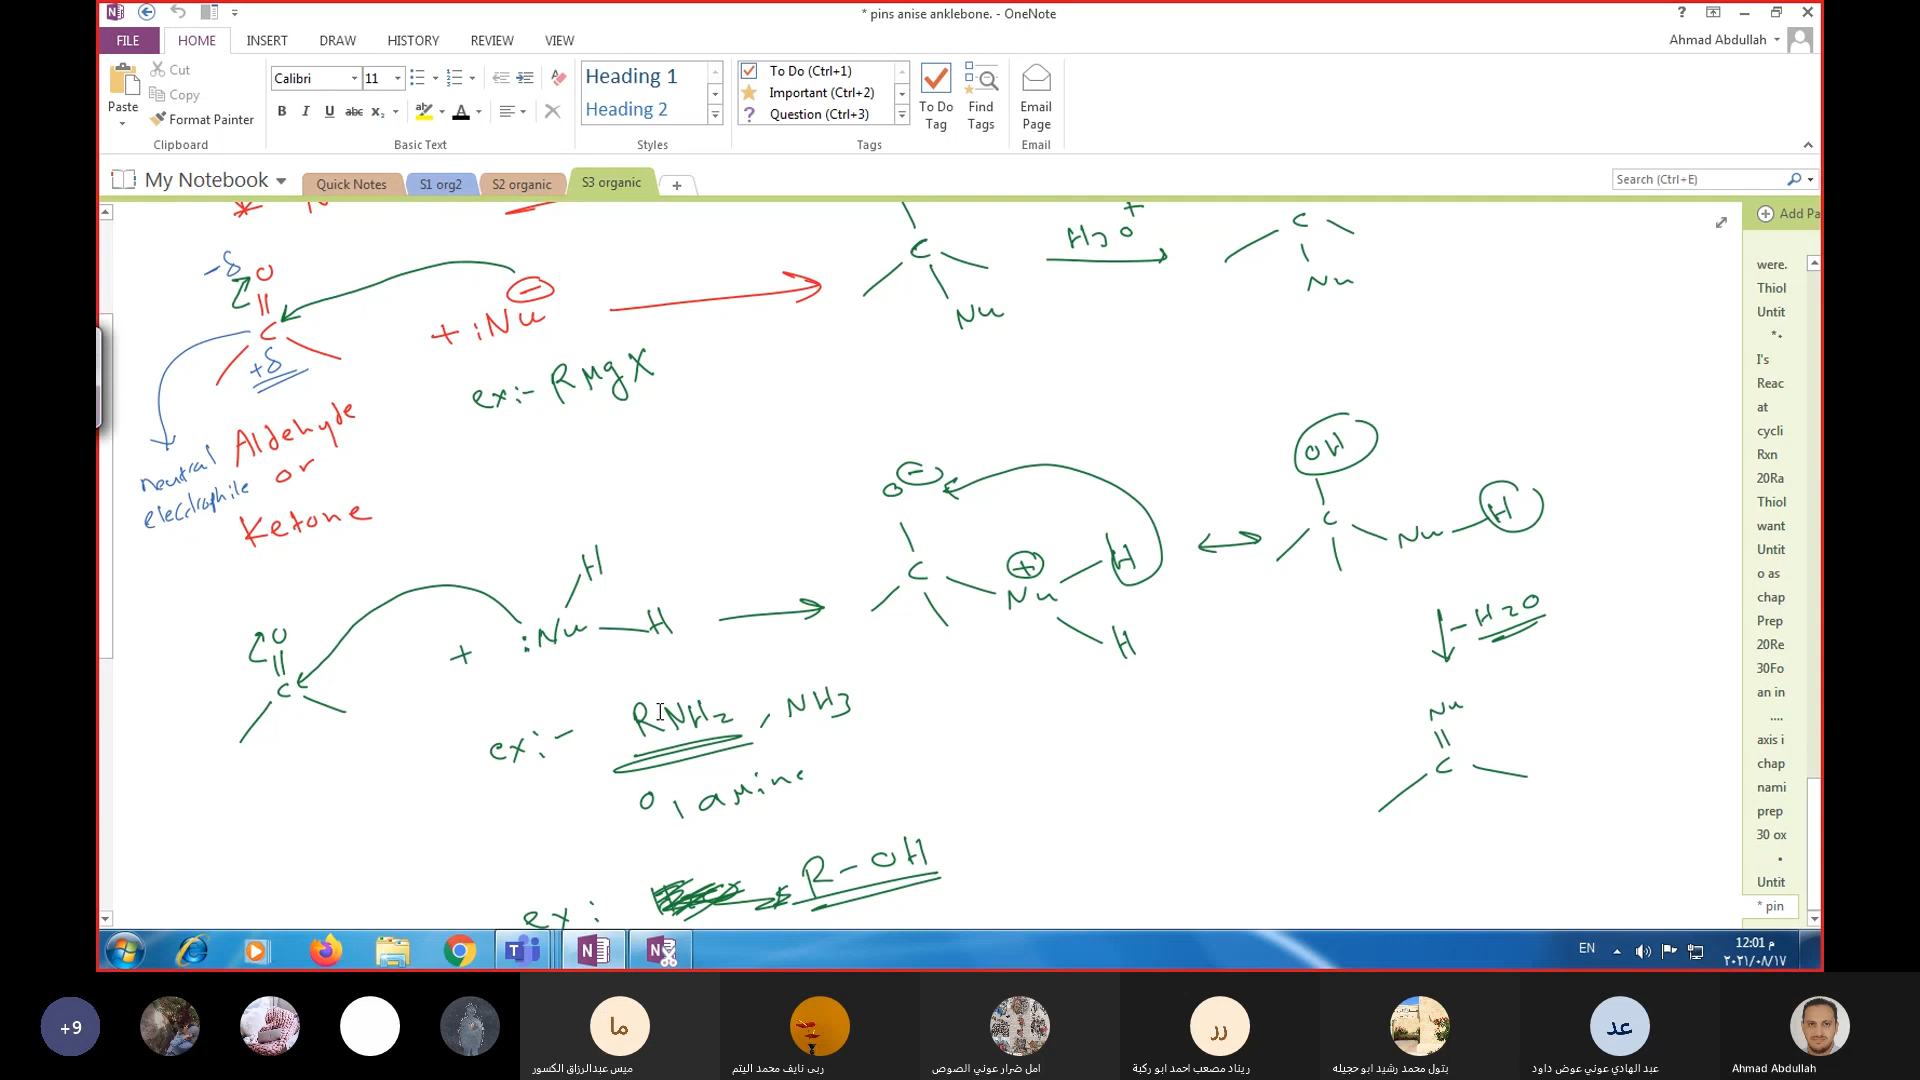 * pins anise anklebone. - OneNote
FILE HOME INSERT DRAW HISTORY REVIEW VIEW
Ahmad Abdullah
Paste
Cut
Copy
Format Painter
Clipboard
Calibri 11
B I U abc X₂ A
Basic Text
Heading 1
Heading 2
Styles
To Do (Ctrl+1)
Important (Ctrl+2)
Question (Ctrl+3)
To Do Tag
Find Tags
Tags
Email Page
Email
My Notebook
Quick Notes S1 org2 S2 organic S3 organic +
Search (Ctrl+E)
Add Pa
were.
Thiol
Untit
*.
I's
Reac
at
cycli
Rxn
20Ra
Thiol
want
Untit
o as
chap
Prep
20Re
30Fo
an in
....
axis i
chap
nami
prep
30 ox
•
Untit
* pin
-δ O
C
+δ
+ :Nu -
C
Nu
H3O+
C
Nu
ex:- RMgX
neutral
electrophile
Aldehyde
or
Ketone
O
C
+ :Nu
H
H
O -
C
Nu +
H
H
OH
C
Nu
H
-H2O
Nu
C
ex:- RNH2 , NH3
amine
ex: R-OH
EN
12:01 م
٢٠٢١/٠٨/١٧
+9
ما
رر
عد
ميس عبدالرزاق الكسور
ربى نايف محمد اليتم
امل ضرار عوني الصوص
ريناد مصعب احمد ابو ركبة
بتول محمد رشيد ابو حجيله
عبد الهادي عوني عوض داود
Ahmad Abdullah